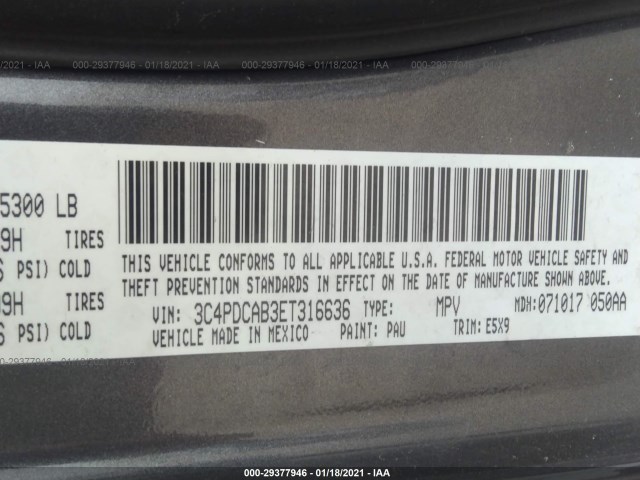 000-29377946 - 01/18/2021 - IAA
5300 LB
9H TIRES
PSI) COLD
99H TIRES
PSI) COLD
THIS VEHICLE CONFORMS TO ALL APPLICABLE U.S.A. FEDERAL MOTOR VEHICLE SAFETY AND
THEFT PREVENTION STANDARDS IN EFFECT ON THE DATE OF MANUFACTURE SHOWN ABOVE.
VIN: 3C4PDCAB3ET316636 TYPE: MPV MDH:071017 050AA
VEHICLE MADE IN MEXICO PAINT: PAU TRIM:E5X9
000-29377946 - 01/18/2021 - IAA